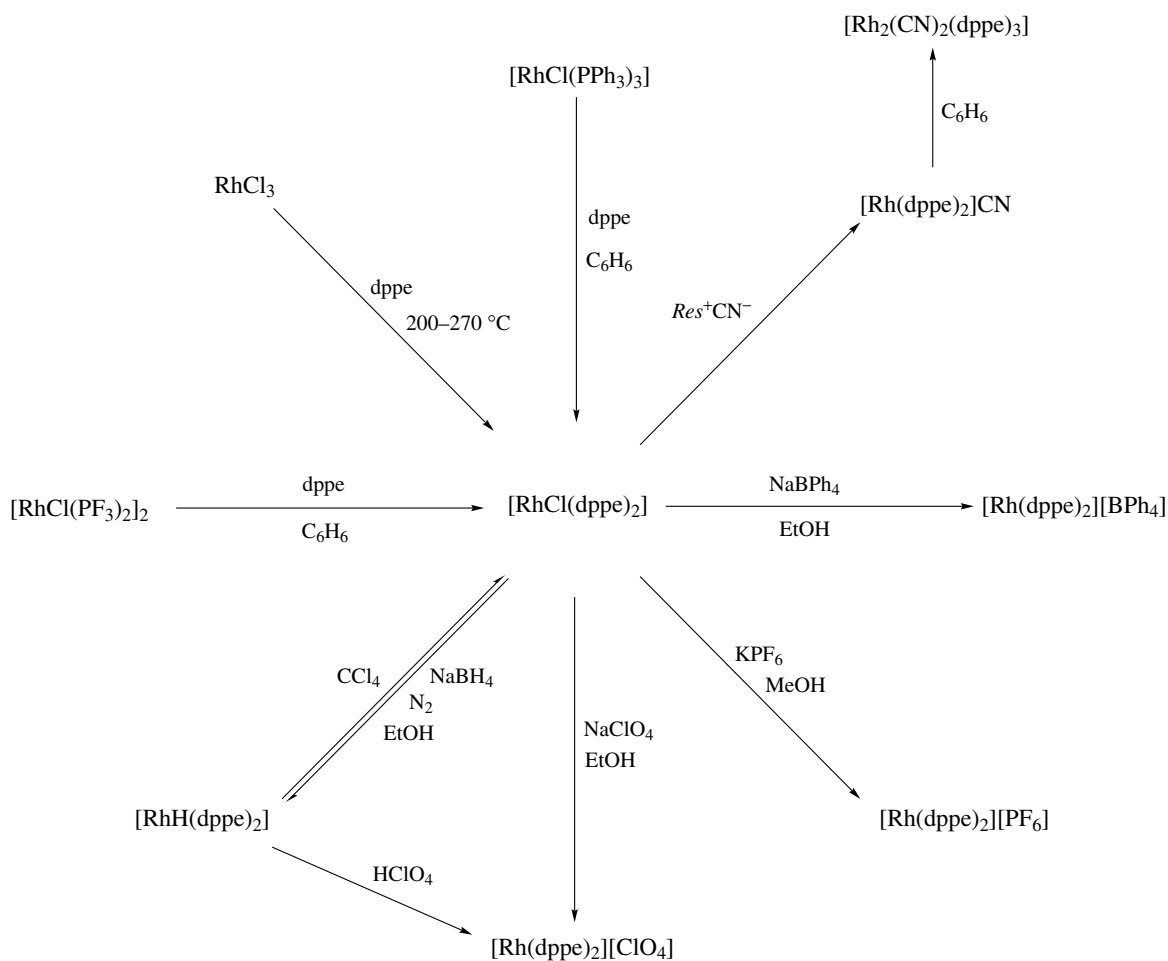 [Rh₂(CN)₂(dppe)₃]
[RhCl(PPh₃)₃]
C₆H₆
RhCl₃
[Rh(dppe)₂]CN
dppe
C₆H₆
dppe
200–270 °C
Res⁺CN⁻
[RhCl(PF₃)₂]₂
dppe
C₆H₆
[RhCl(dppe)₂]
NaBPh₄
EtOH
[Rh(dppe)₂][BPh₄]
CCl₄
NaBH₄
N₂
EtOH
NaClO₄
EtOH
KPF₆
MeOH
[RhH(dppe)₂]
[Rh(dppe)₂][PF₆]
HClO₄
[Rh(dppe)₂][ClO₄]